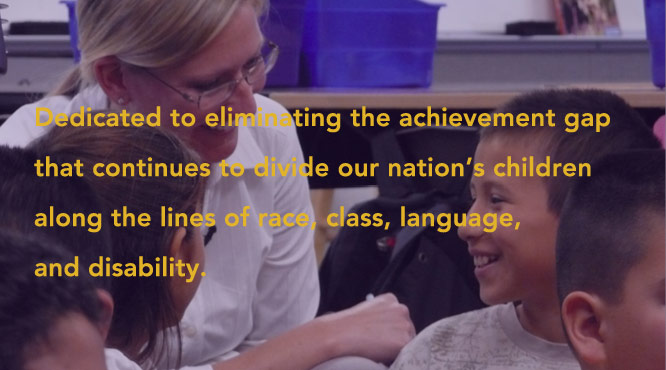 Dedicated to eliminating the achievement gap
that continues to divide our nation’s children
along the lines of race, class, language,
and disability.